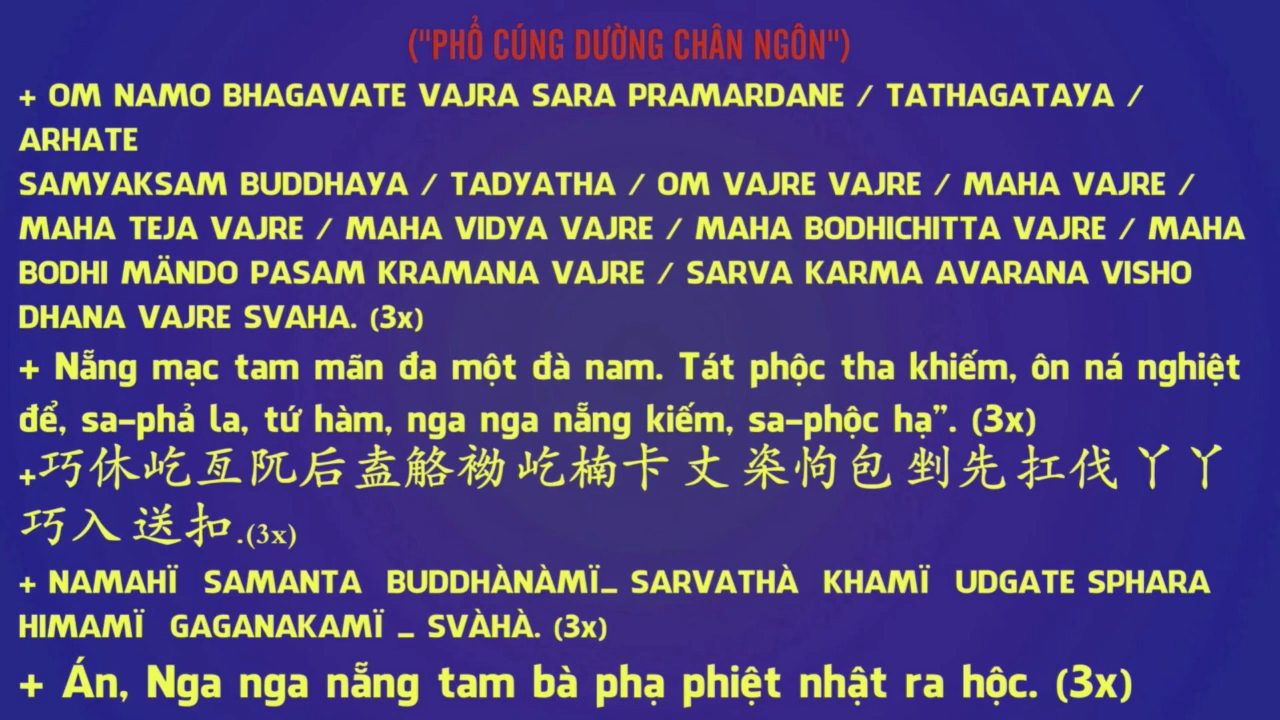 ("PHỔ CÚNG DƯỜNG CHÂN NGÔN")
+ OM NAMO BHAGAVATE VAJRA SARA PRAMARDANE / TATHAGATAYA /
ARHATE
SAMYAKSAM BUDDHAYA / TADYATHA / OM VAJRE VAJRE / MAHA VAJRE /
MAHA TEJA VAJRE / MAHA VIDYA VAJRE / MAHA BODHICHITTA VAJRE / MAHA
BODHI MÄNDO PASAM KRAMANA VAJRE / SARVA KARMA AVARANA VISHO
DHANA VAJRE SVAHA. (3x)
+ Nẵng mạc tam mãn đa một đà nam. Tát phộc tha khiếm, ôn ná nghiệt
để, sa-phả la, tứ hàm, nga nga nẵng kiếm, sa-phộc hạ”. (3x)
+巧休屹亙阢后盍觡袎屹楠卡丈栥怐包剉先扛伐丫丫
巧入送扣.(3x)
+ NAMAHÏ SAMANTA BUDDHÀNÀMÏ_ SARVATHÀ KHAMÏ UDGATE SPHARA
HIMAMÏ GAGANAKAMÏ _ SVÀHÀ. (3x)
+ Án, Nga nga nẵng tam bà phạ phiệt nhật ra hộc. (3x)